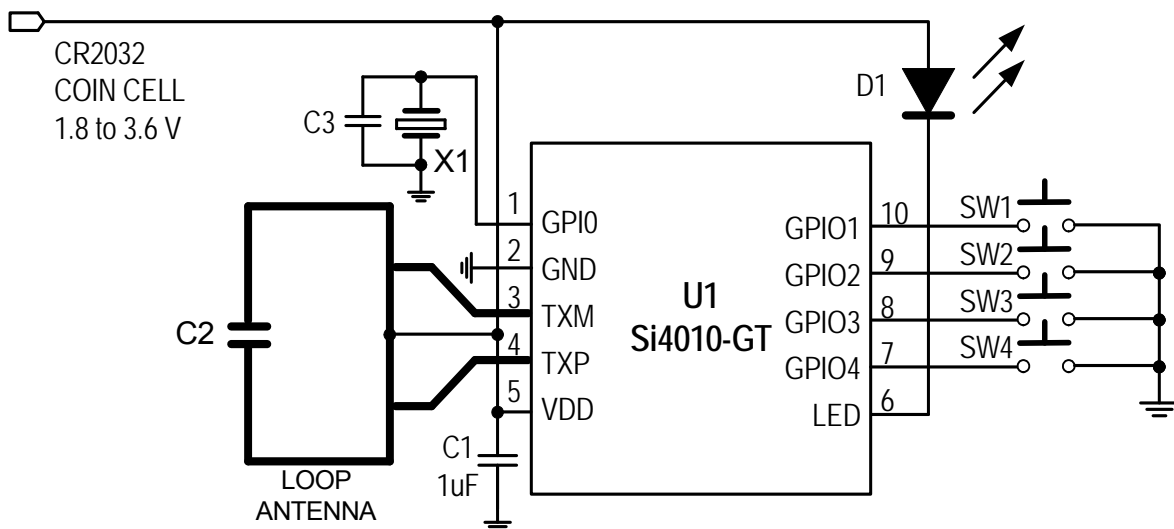 CR2032
COIN CELL
1.8 to 3.6 V
C3
X1
D1
1
GPI0
2
GND
3
TXM
4
TXP
5
VDD
U1
Si4010-GT
GPIO1
10
GPIO2
9
GPIO3
8
GPIO4
7
LED
6
SW1
SW2
SW3
SW4
C2
C1
1uF
LOOP
ANTENNA